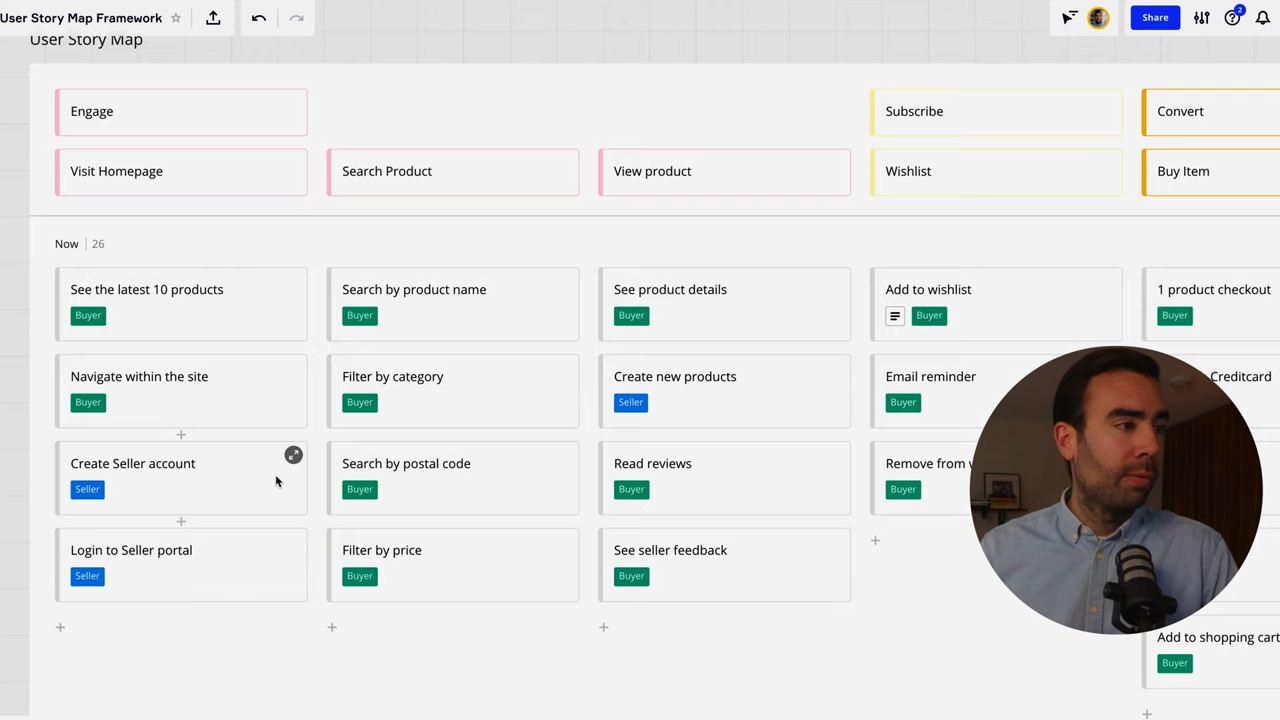 User Story Map Framework
Share
2
User Story Map
Engage
Subscribe
Convert
Visit Homepage
Search Product
View product
Wishlist
Buy Item
Now | 26
See the latest 10 products
Buyer
Search by product name
Buyer
See product details
Buyer
Add to wishlist
Buyer
1 product checkout
Buyer
Navigate within the site
Buyer
Filter by category
Buyer
Create new products
Seller
Email reminder
Buyer
Creditcard
Create Seller account
Seller
Search by postal code
Buyer
Read reviews
Buyer
Remove from
Buyer
Login to Seller portal
Seller
Filter by price
Buyer
See seller feedback
Buyer
Add to shopping cart
Buyer